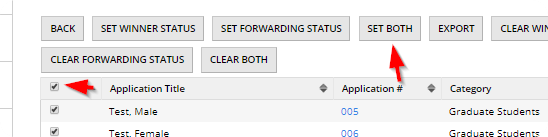 BACK SET WINNER STATUS SET FORWARDING STATUS SET BOTH EXPORT CLEAR WIN
CLEAR FORWARDING STATUS CLEAR BOTH
Application Title Application # Category
Test, Male 005 Graduate Students
Test, Female 006 Graduate Students